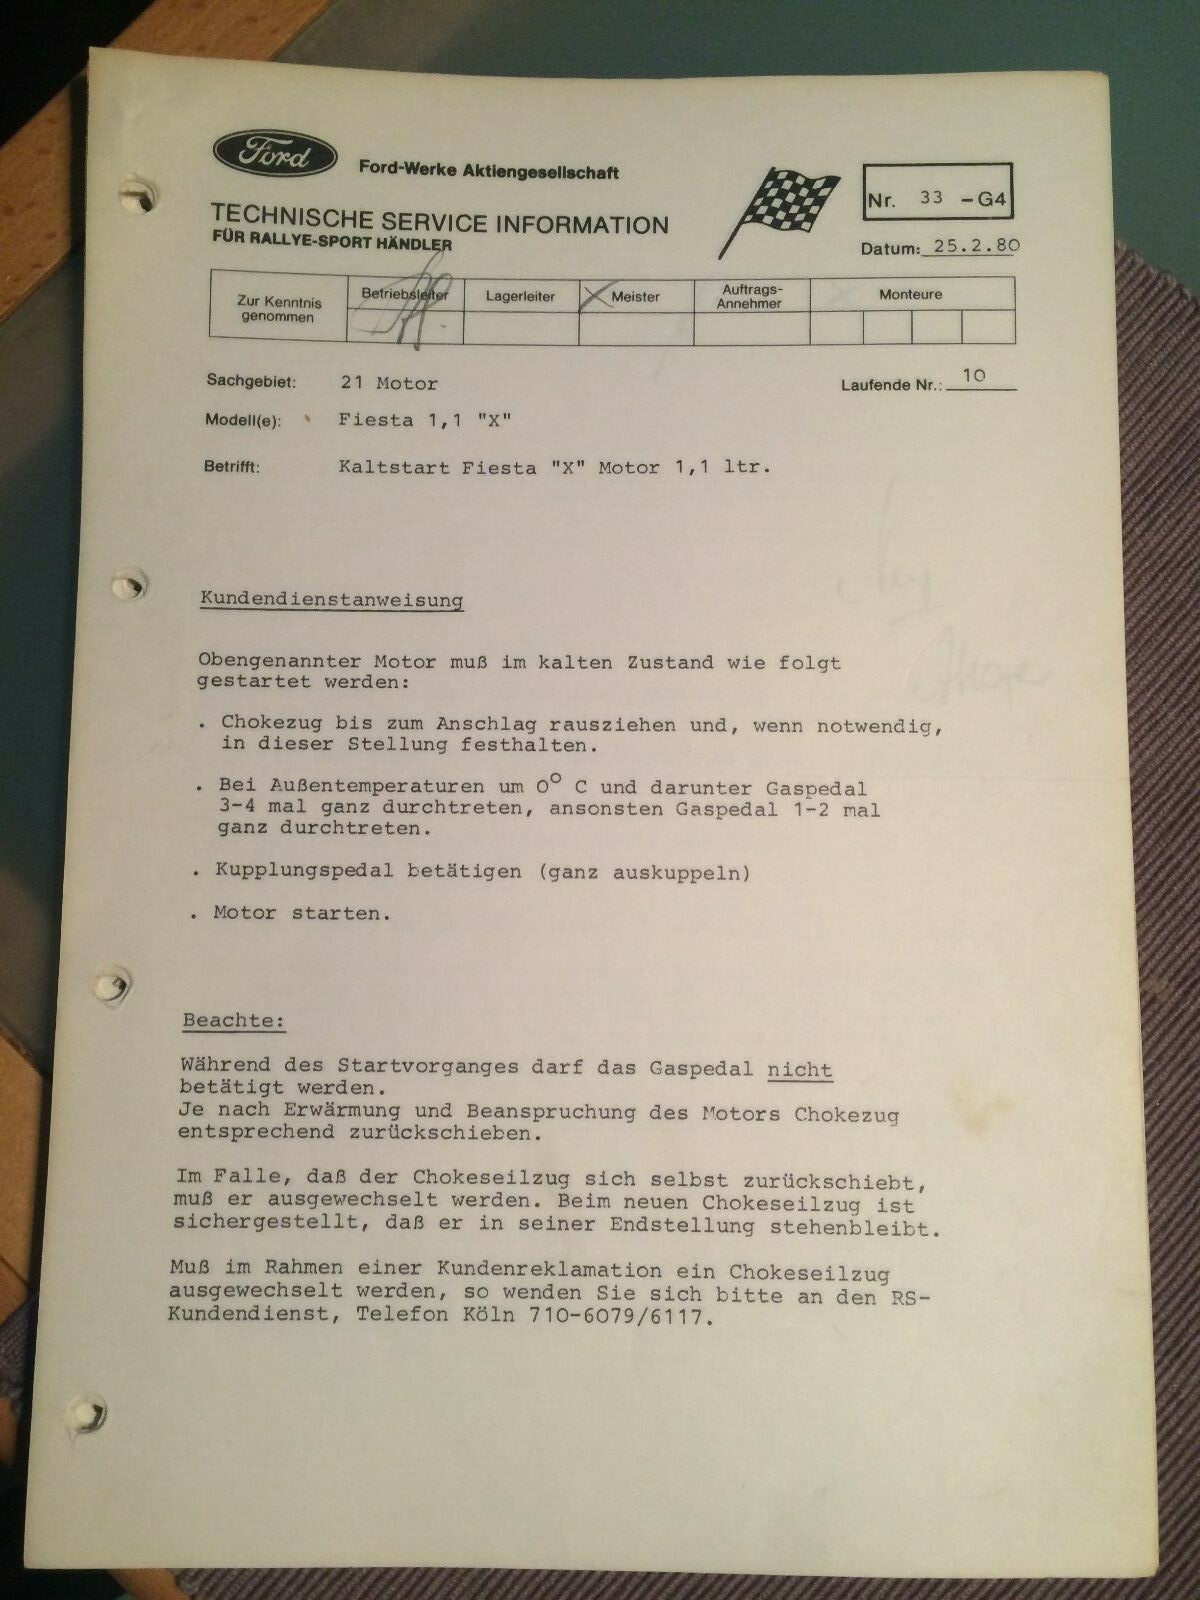 Ford
Ford-Werke Aktiengesellschaft
TECHNISCHE SERVICE INFORMATION
FÜR RALLYE-SPORT HÄNDLER
Nr. 33 -G4
Datum: 25.2.80
Zur Kenntnis
genommen
Betriebsleiter
Lagerleiter
Meister
Auftrags-
Annehmer
Monteure
Sachgebiet: 21 Motor
Laufende Nr.: 10
Modell(e): Fiesta 1,1 "X"
Betrifft: Kaltstart Fiesta "X" Motor 1,1 ltr.
Kundendienstanweisung
Obengenannter Motor muß im kalten Zustand wie folgt
gestartet werden:
. Chokezug bis zum Anschlag rausziehen und, wenn notwendig,
in dieser Stellung festhalten.
. Bei Außentemperaturen um 0° C und darunter Gaspedal
3-4 mal ganz durchtreten, ansonsten Gaspedal 1-2 mal
ganz durchtreten.
. Kupplungspedal betätigen (ganz auskuppeln)
. Motor starten.
Beachte:
Während des Startvorganges darf das Gaspedal nicht
betätigt werden.
Je nach Erwärmung und Beanspruchung des Motors Chokezug
entsprechend zurückschieben.
Im Falle, daß der Chokeseilzug sich selbst zurückschiebt,
muß er ausgewechselt werden. Beim neuen Chokeseilzug ist
sichergestellt, daß er in seiner Endstellung stehenbleibt.
Muß im Rahmen einer Kundenreklamation ein Chokeseilzug
ausgewechselt werden, so wenden Sie sich bitte an den RS-
Kundendienst, Telefon Köln 710-6079/6117.